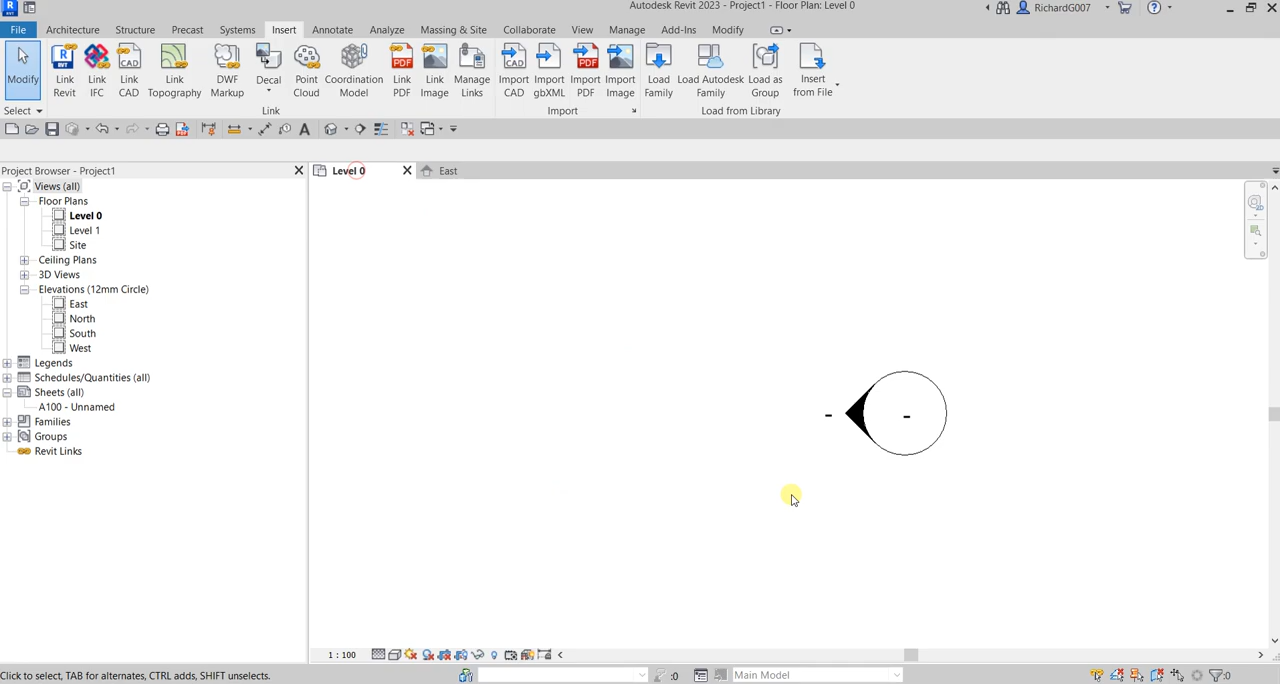 Autodesk Revit 2023 - Project1 - Floor Plan: Level 0
RichardG007
File Architecture Structure Precast Systems Insert Annotate Analyze Massing & Site Collaborate View Manage Add-Ins Modify
Modify
Link Revit
Link IFC
Link CAD
Link Topography
DWF Markup
Decal
Point Cloud
Coordination Model
Link PDF
Link Image
Manage Links
Import CAD
Import gbXML
Import PDF
Import Image
Load Family
Load Autodesk Family
Load as Group
Insert from File
Select
Link
Import
Load from Library
Project Browser - Project1
Level 0
East
Views (all)
Floor Plans
Level 0
Level 1
Site
Ceiling Plans
3D Views
Elevations (12mm Circle)
East
North
South
West
Legends
Schedules/Quantities (all)
Sheets (all)
A100 - Unnamed
Families
Groups
Revit Links
1 : 100
Click to select, TAB for alternates, CTRL adds, SHIFT unselects.
:0
Main Model
:0